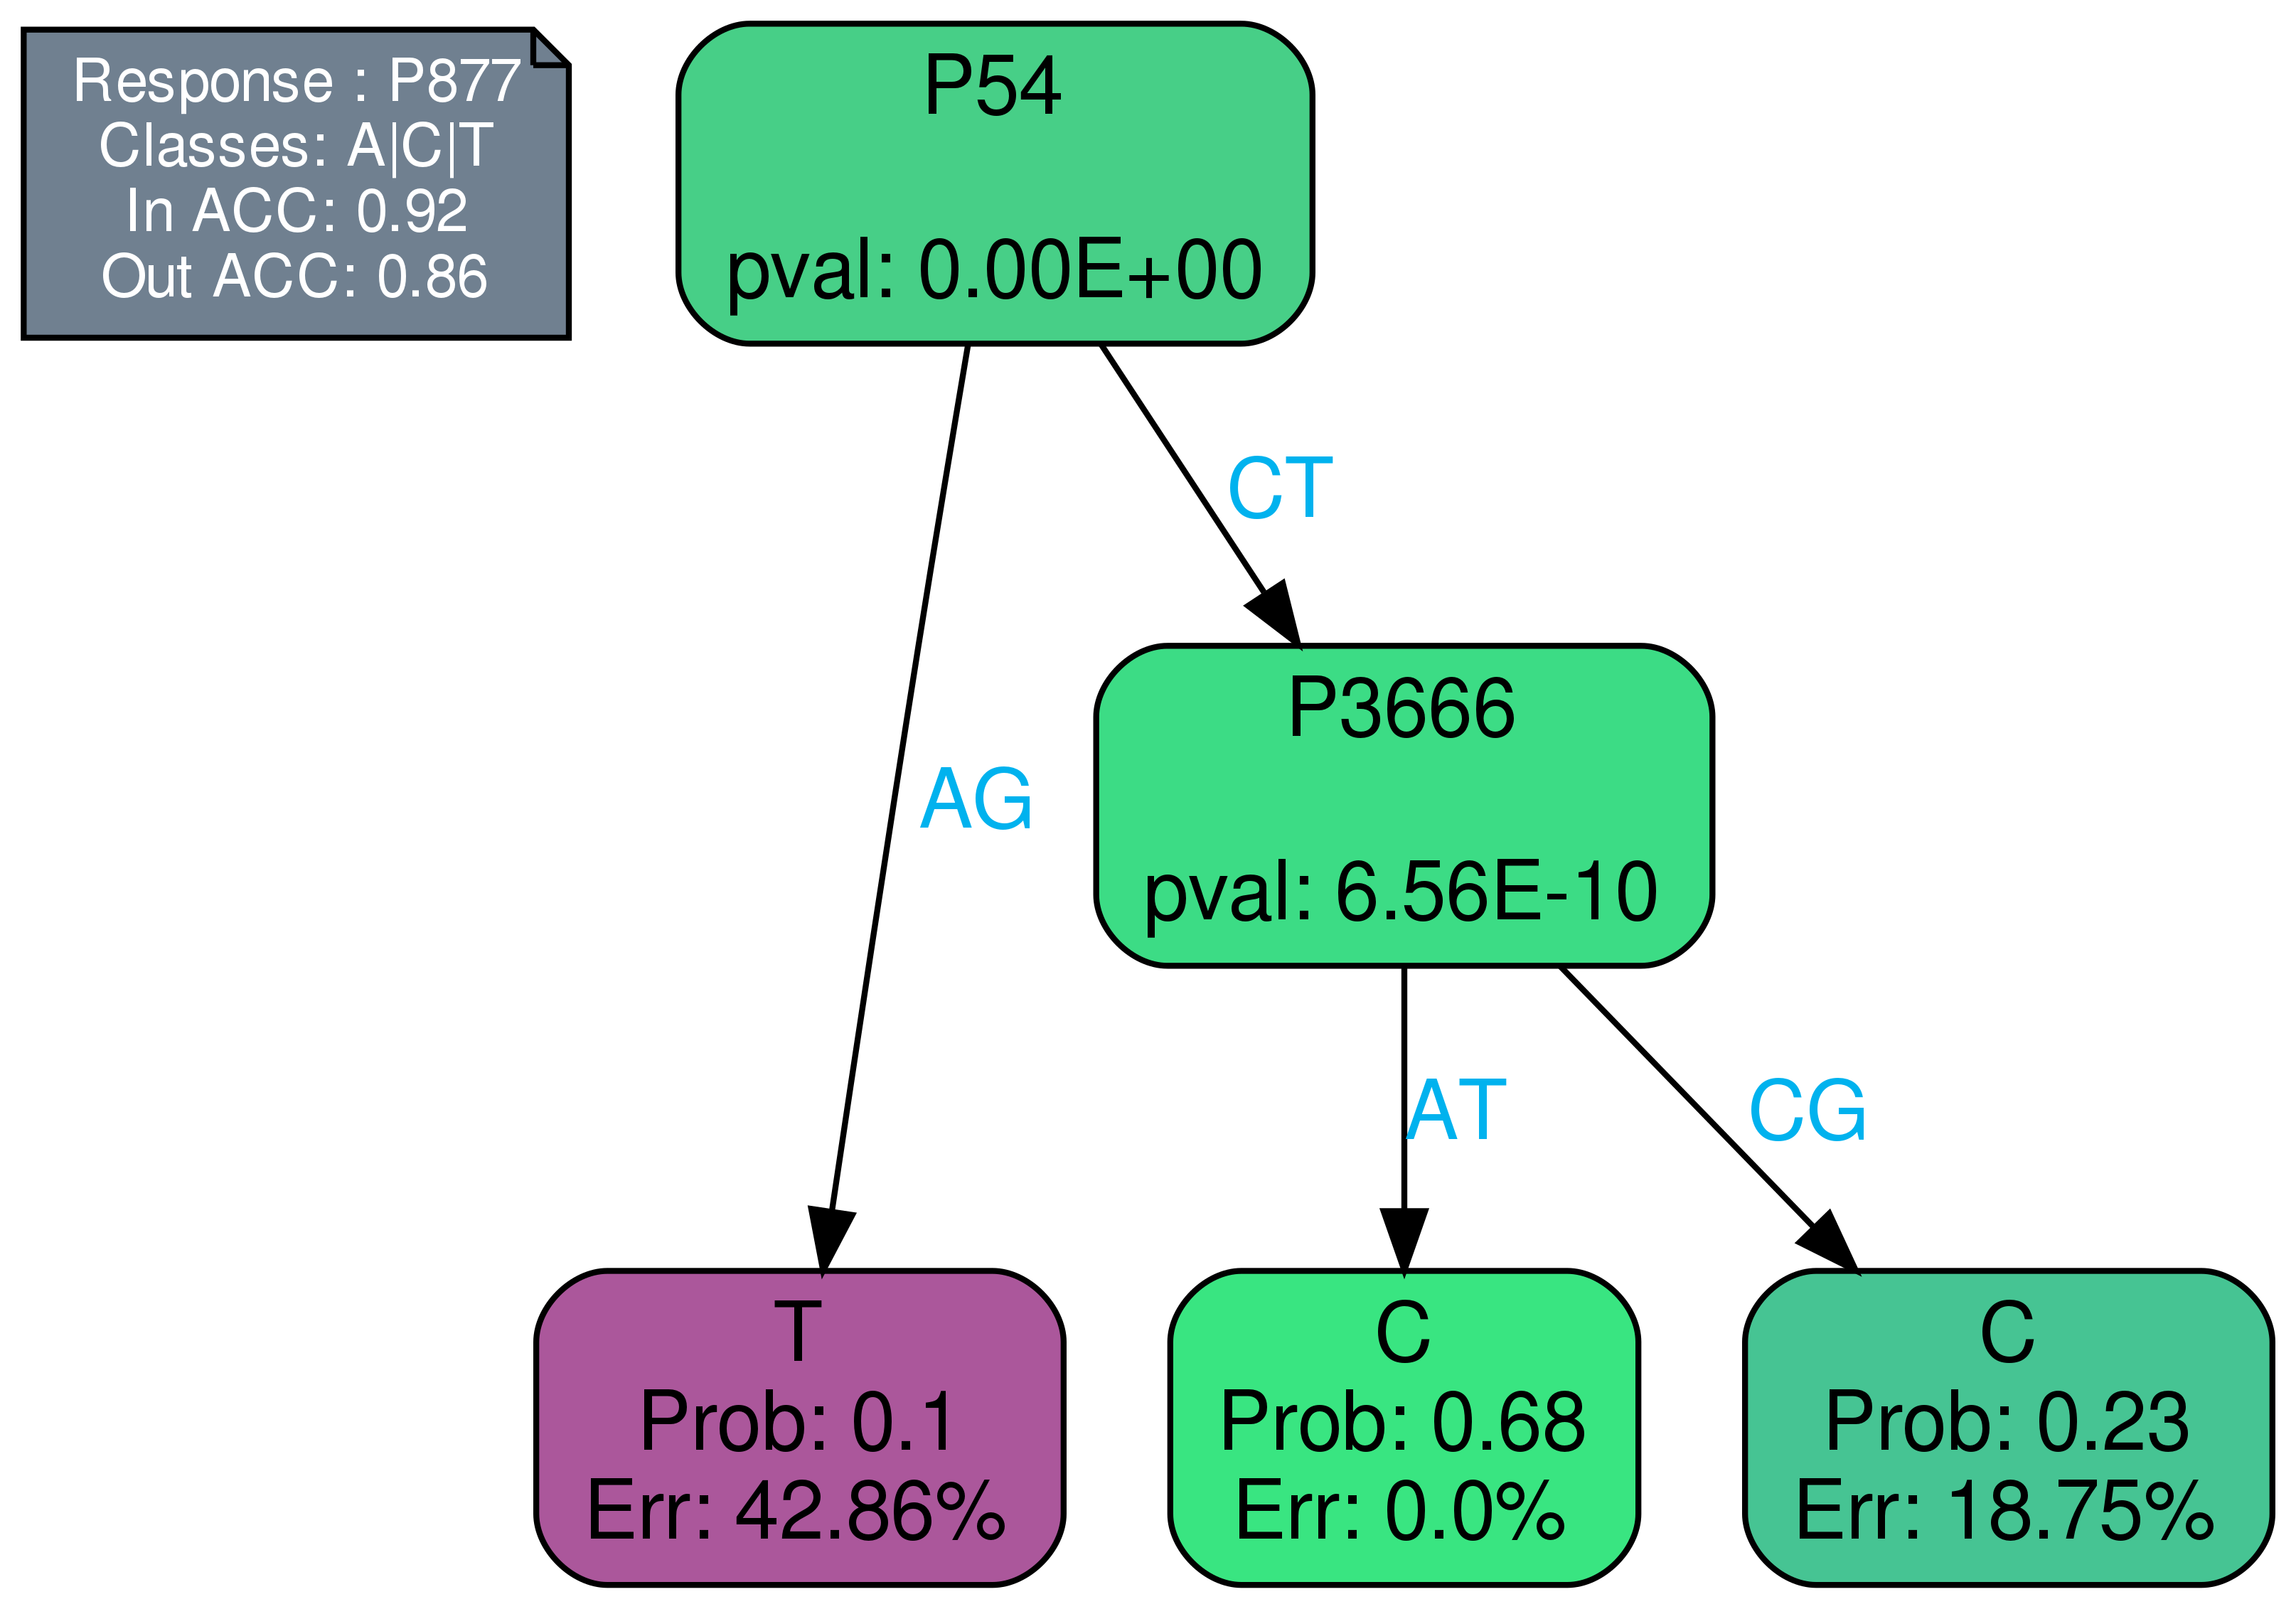 Response : P877
Classes: A|C|T
In ACC: 0.92
Out ACC: 0.86
P54
pval: 0.00E+00
CT
AG
P3666
pval: 6.56E-10
AT
CG
T
Prob: 0.1
Err: 42.86%
C
Prob: 0.68
Err: 0.0%
C
Prob: 0.23
Err: 18.75%